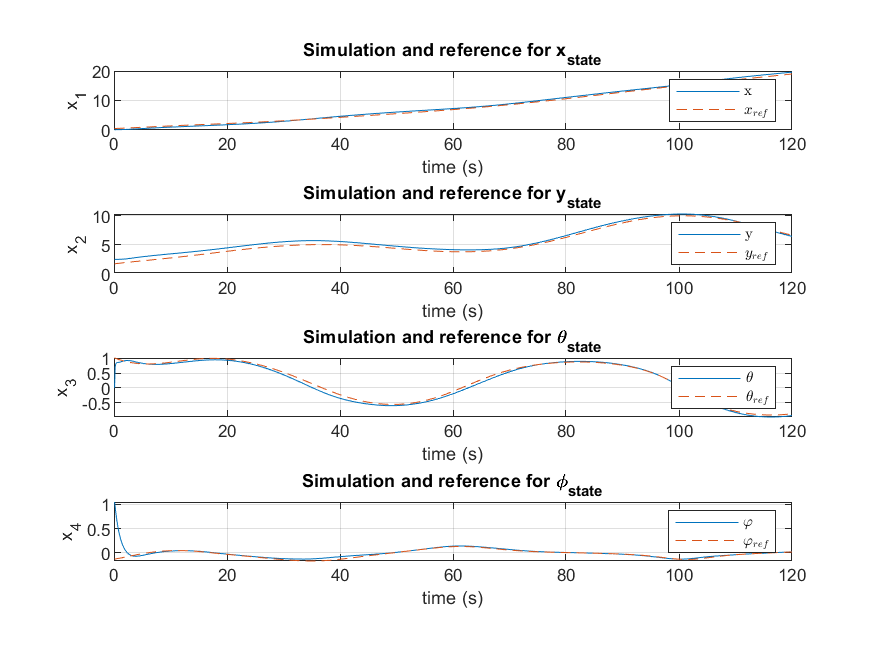 Simulation and reference for x_state
20
10
0
x_1
x
x_ref
0 20 40 60 80 100 120
time (s)
Simulation and reference for y_state
10
5
0
x_2
y
y_ref
0 20 40 60 80 100 120
time (s)
Simulation and reference for θ_state
1
0.5
0
-0.5
x_3
θ
θ_ref
0 20 40 60 80 100 120
time (s)
Simulation and reference for ϕ_state
1
0.5
0
x_4
φ
φ_ref
0 20 40 60 80 100 120
time (s)